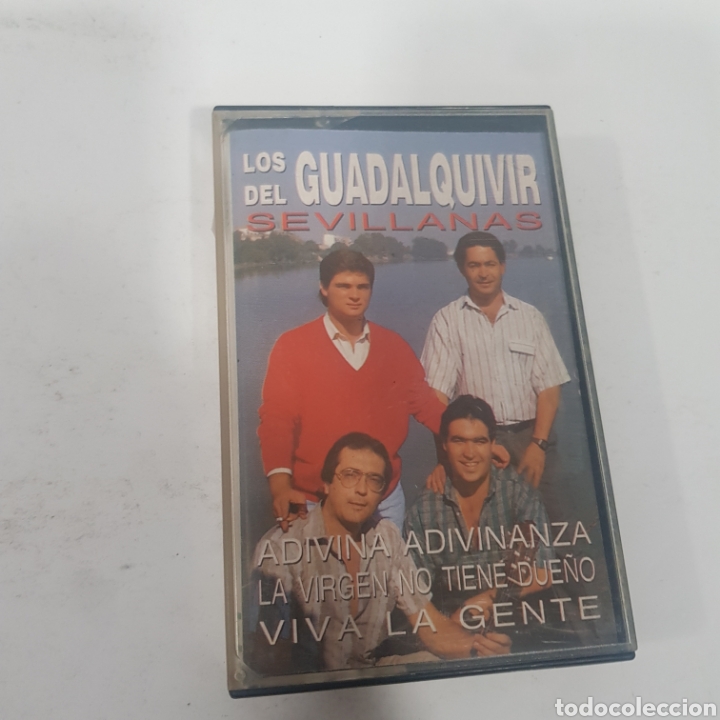 LOS DEL GUADALQUIVIR
SEVILLANAS
ADIVINA ADIVINANZA
LA VIRGEN NO TIENE DUEÑO
VIVA LA GENTE
todocoleccion